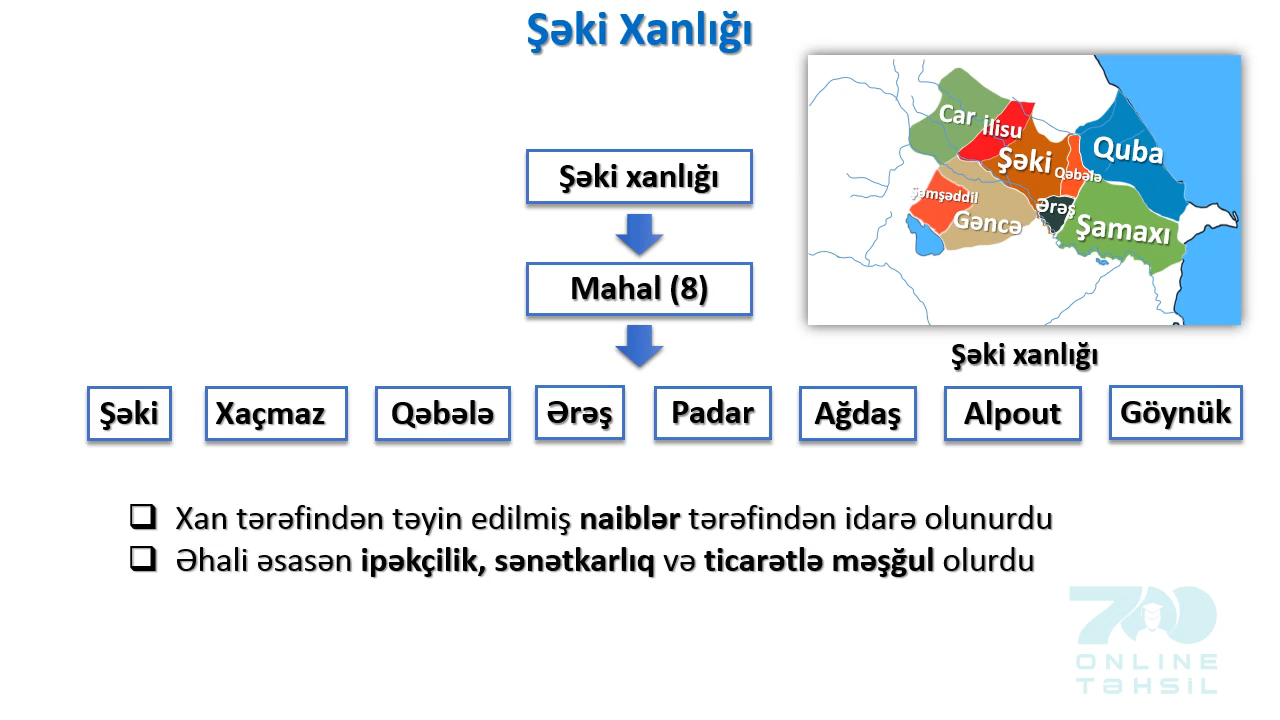 Şəki Xanlığı
Şəki xanlığı
Mahal (8)
Car
İlisu
Şəki
Qəbələ
Quba
Şəmşəddil
Gəncə
Ərəş
Şamaxı
Şəki xanlığı
Şəki
Xaçmaz
Qəbələ
Ərəş
Padar
Ağdaş
Alpout
Göynük
Xan tərəfindən təyin edilmiş naiblər tərəfindən idarə olunurdu
Əhali əsasən ipəkçilik, sənətkarlıq və ticarətlə məşğul olurdu
700
ONLINE
TƏHSİL